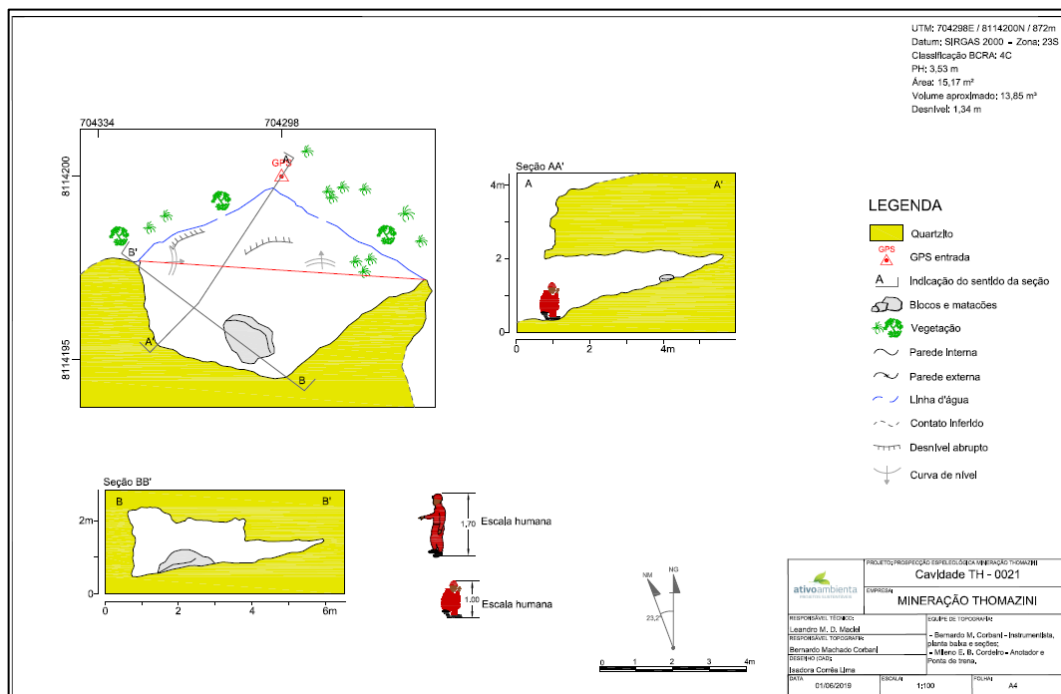 UTM: 704298E / 8114200N / 872m
Datum: SIRGAS 2000 - Zona: 23S
Classificação BCRA: 4C
PH: 3,53 m
Área: 15,17 m²
Volume aproximado: 13,85 m³
Desnível: 1,34 m
704334
704298
8114200
8114195
GPS
A
B'
A'
B
Seção AA'
A
A'
4m
2
0
0
2
4m
LEGENDA
Quartzito
GPS
GPS entrada
A
Indicação do sentido da seção
Blocos e matacões
Vegetação
Parede Interna
Parede externa
Linha d'água
Contato Inferido
Desnível abrupto
Curva de nível
Seção BB'
B
B'
2m
0
0
2
4
6m
1,70
Escala humana
1,00
Escala humana
NM
NG
23,2°
0
1
2
3
4m
ativoambienta
PROJETO: PROSPECÇÃO ESPELEOLÓGICA MINERAÇÃO THOMAZINI
Cavidade TH - 0021
EMPRESA:
MINERAÇÃO THOMAZINI
RESPONSÁVEL TÉCNICO:
Leandro M. D. Maciel
RESPONSÁVEL TOPOGRAFIA:
Bernardo Machado Corbani
DESENHO (CAD):
Isadora Corrêa Lima
EQUIPE DE TOPOGRAFIA:
- Bernardo M. Corbani - Instrumentista,
planta baixa e seções;
- Mileno E. B. Cordeiro - Anotador e
Ponta de trena.
DATA
01/06/2019
ESCALA:
1:100
FOLHA:
A4